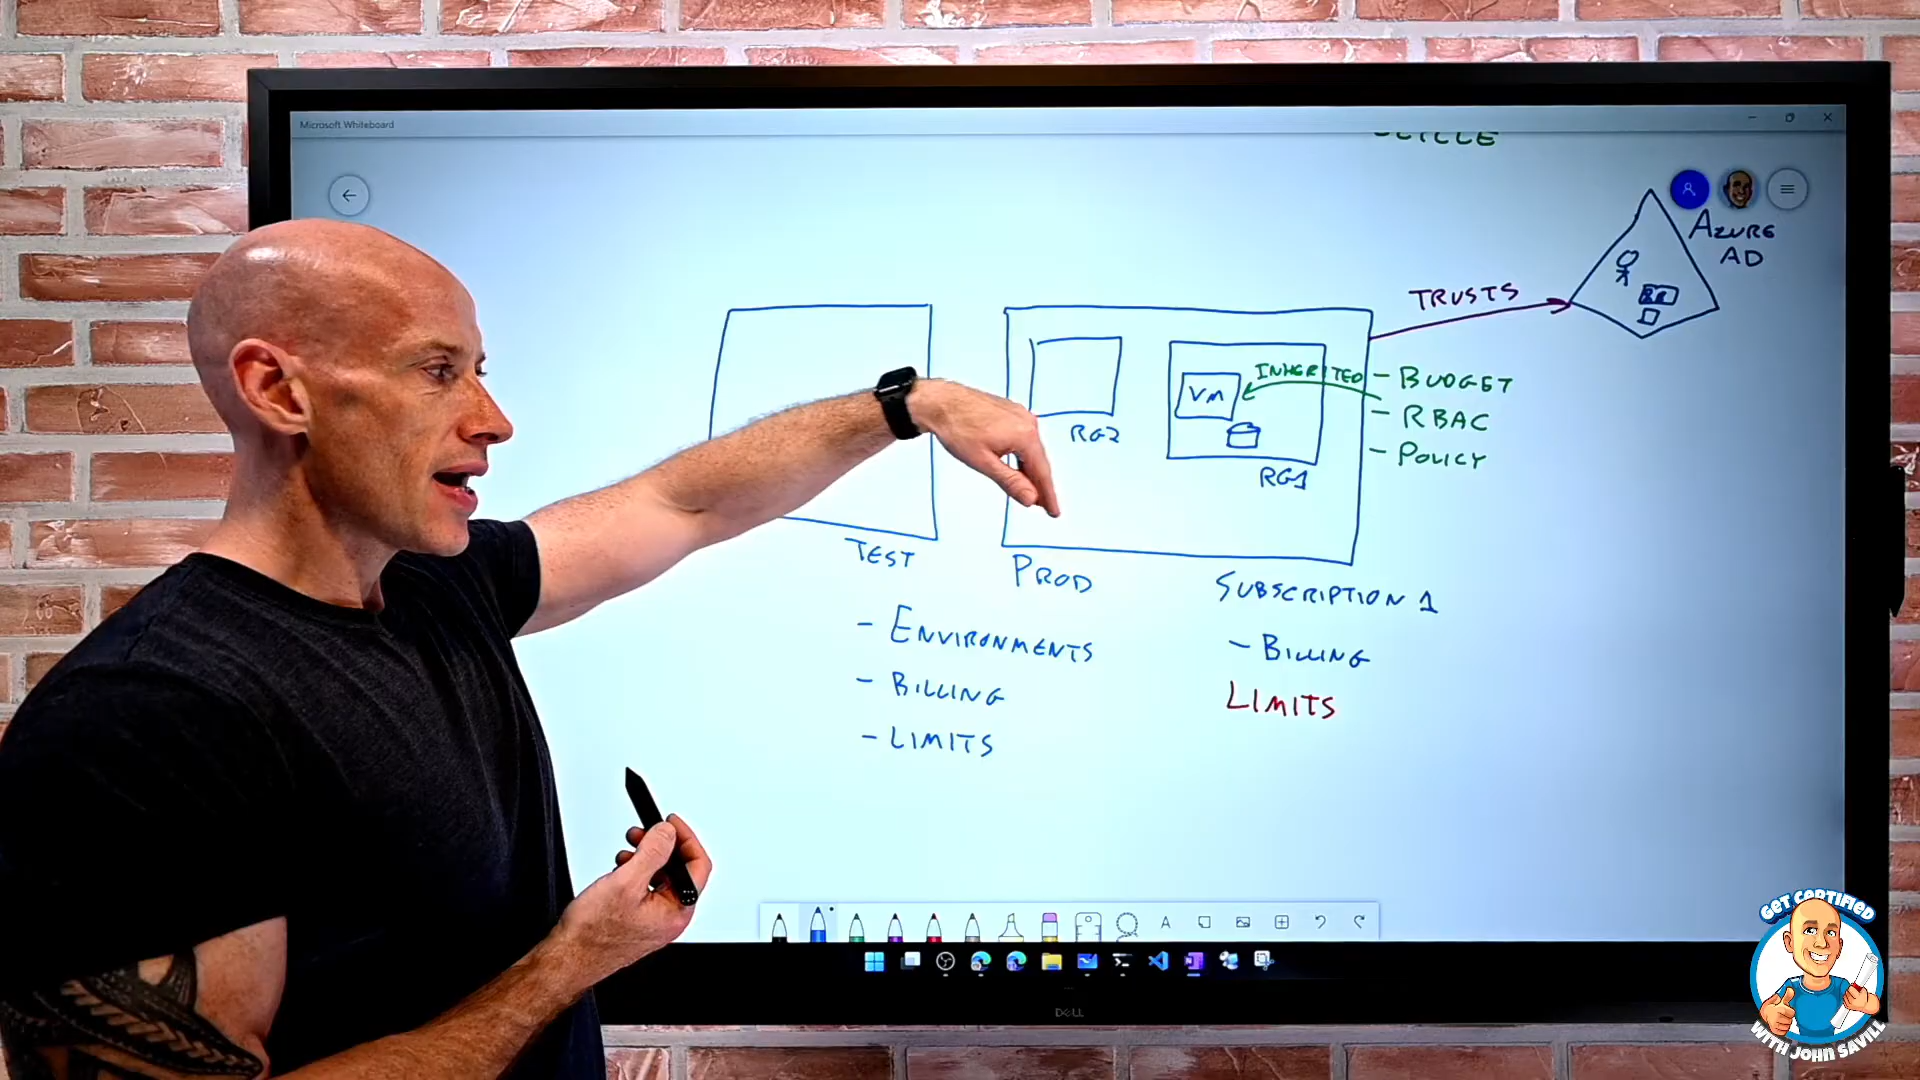 Microsoft Whiteboard
AZURE
AD
TRUSTS
INHERITED
- BUDGET
VM
- RBAC
RG2
- POLICY
RG1
TEST
PROD
SUBSCRIPTION 1
- ENVIRONMENTS
- BILLING
- BILLING
LIMITS
- LIMITS
A
DELL
GET CERTIFIED
WITH JOHN SAVILL